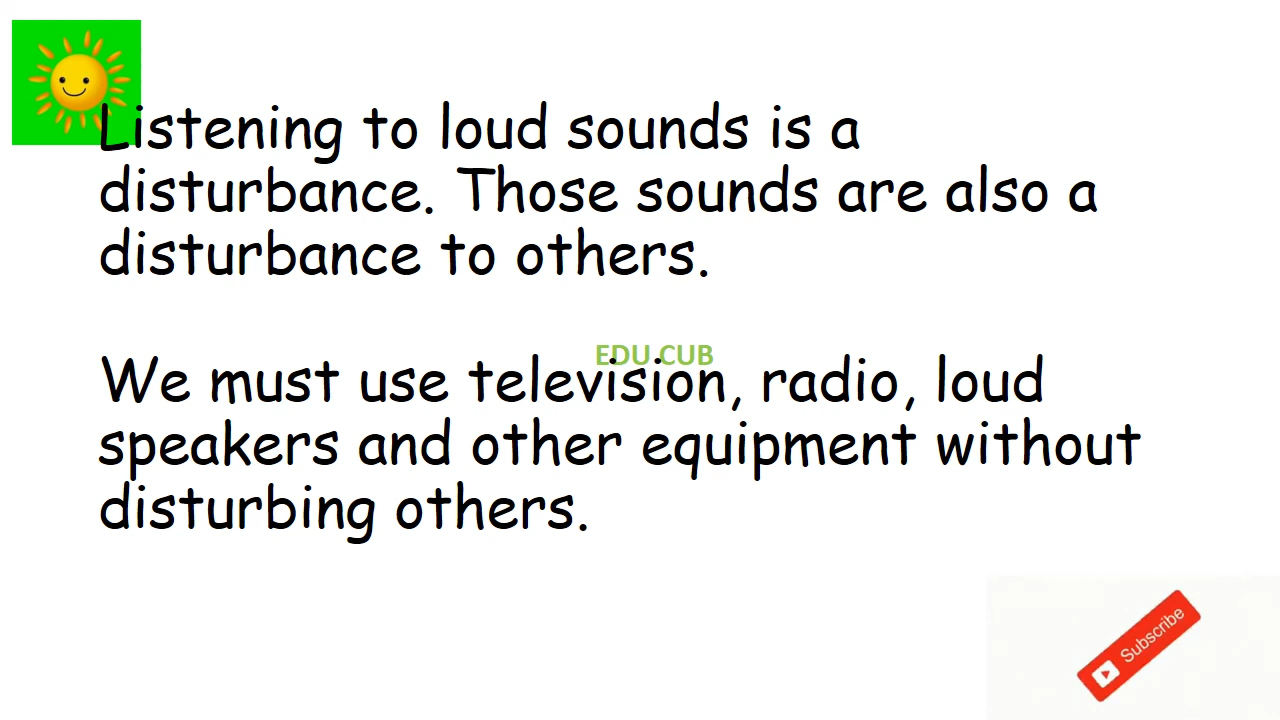 Listening to loud sounds is a
disturbance. Those sounds are also a
disturbance to others.
EDU CUB
We must use television, radio, loud
speakers and other equipment without
disturbing others.
Subscribe